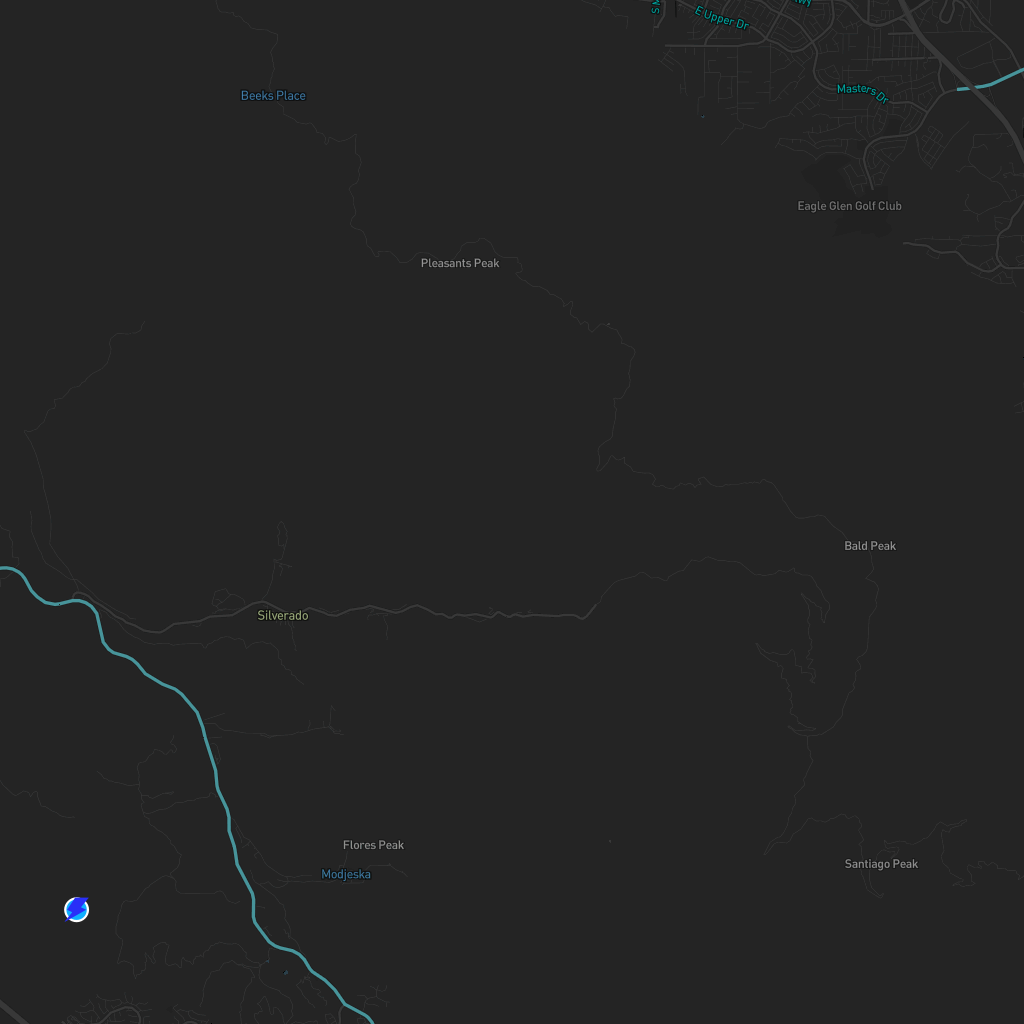 E Upper Dr
Masters Dr
Beeks Place
Eagle Glen Golf Club
Pleasants Peak
Bald Peak
Silverado
Flores Peak
Santiago Peak
Modjeska